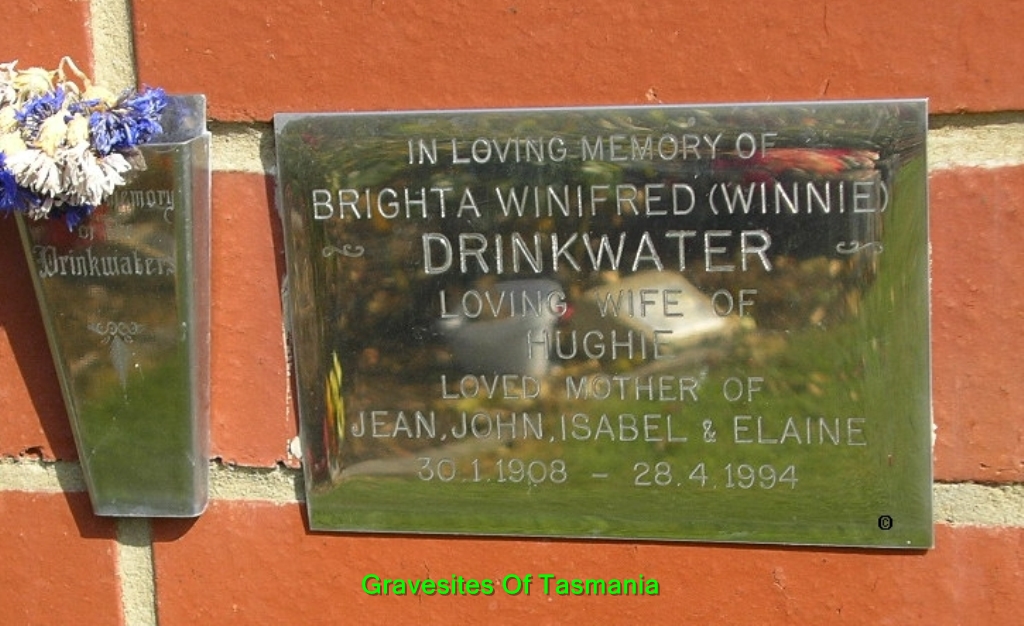 Memory
of
Drinkwaters
IN LOVING MEMORY OF
BRIGHTA WINIFRED (WINNIE)
DRINKWATER
LOVING WIFE OF
HUGHIE
LOVED MOTHER OF
JEAN, JOHN, ISABEL & ELAINE
30.1.1908 – 28.4.1994
©
Gravesites Of Tasmania